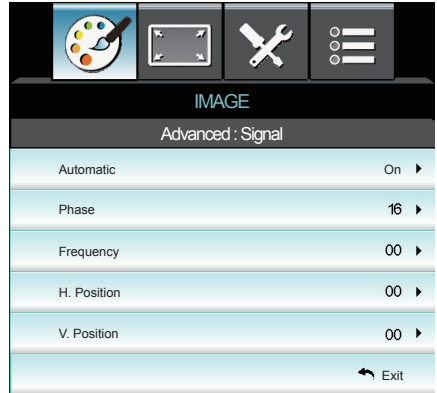 IMAGE
Advanced : Signal
Automatic On
Phase 16
Frequency 00
H. Position 00
V. Position 00
Exit